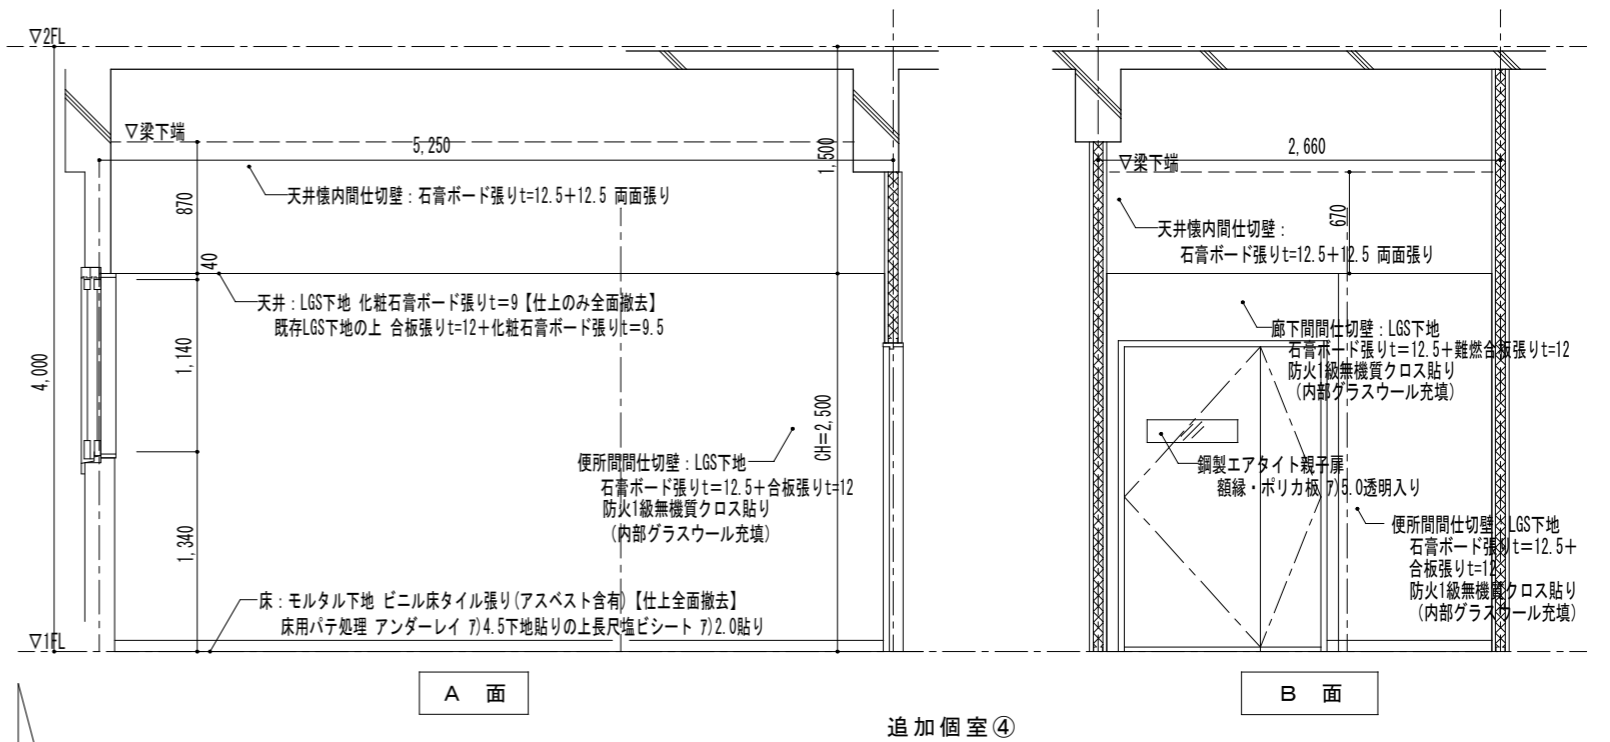 ▽2FL
▽梁下端
5,250
1,500
870
天井懐内間仕切壁：石膏ボード張りt=12.5＋12.5 両面張り
40
天井：LGS下地 化粧石膏ボード張りt＝9【仕上のみ全面撤去】
既存LGS下地の上 合板張りt=12＋化粧石膏ボード張りt＝9.5
4,000
1,140
CH＝2,500
便所間間仕切壁：LGS下地
石膏ボード張りt＝12.5＋合板張りt=12
防火1級無機質クロス貼り
(内部グラスウール充填)
1,340
床：モルタル下地 ビニル床タイル張り(アスベスト含有)【仕上全面撤去】
床用パテ処理 アンダーレイ ｱ)4.5下地貼りの上長尺塩ビシート ｱ)2.0貼り
▽1FL
A 面
2,660
▽梁下端
670
天井懐内間仕切壁：
石膏ボード張りt=12.5＋12.5 両面張り
廊下間間仕切壁：LGS下地
石膏ボード張りt＝12.5＋難燃合板張りt=12
防火1級無機質クロス貼り
(内部グラスウール充填)
鋼製エアタイト親子扉
額縁・ポリカ板 ｱ)5.0透明入り
便所間間仕切壁：LGS下地
石膏ボード張りt＝12.5＋
合板張りt=12
防火1級無機質クロス貼り
(内部グラスウール充填)
B 面
追加個室④